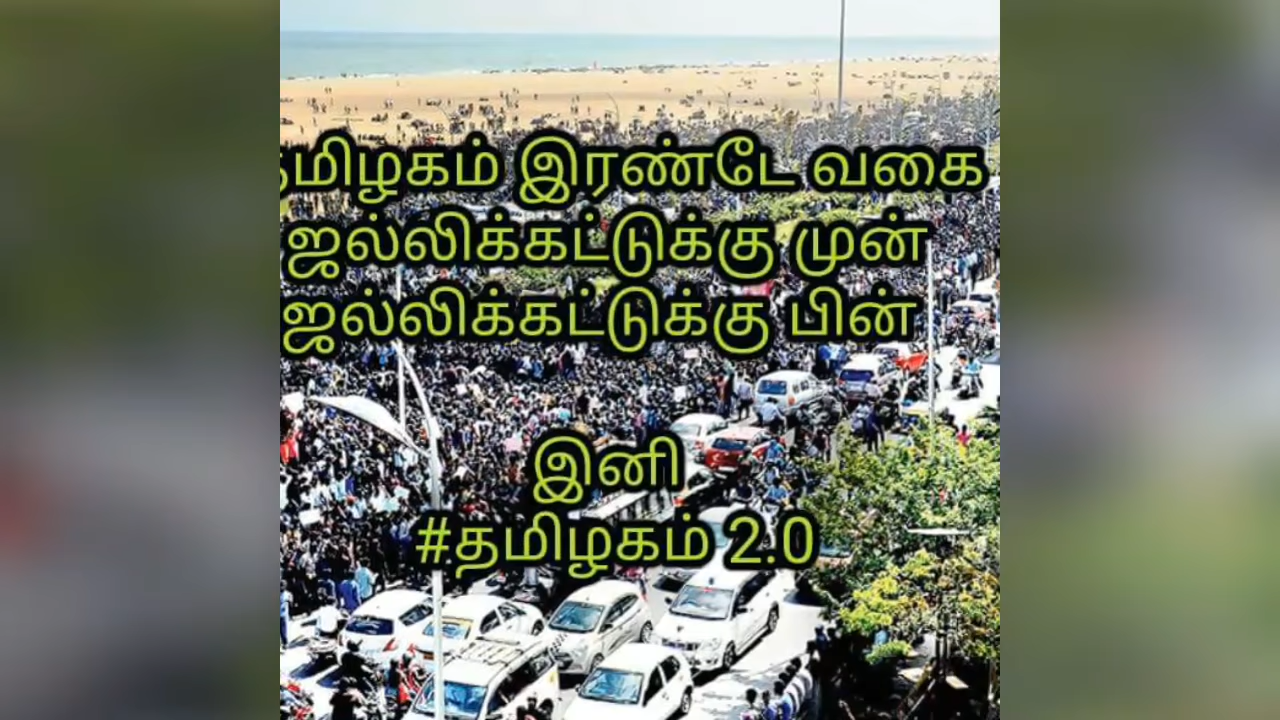 தமிழகம் இரண்டே வகை
ஜல்லிக்கட்டுக்கு முன்
ஜல்லிக்கட்டுக்கு பின்
இனி
#தமிழகம் 2.0